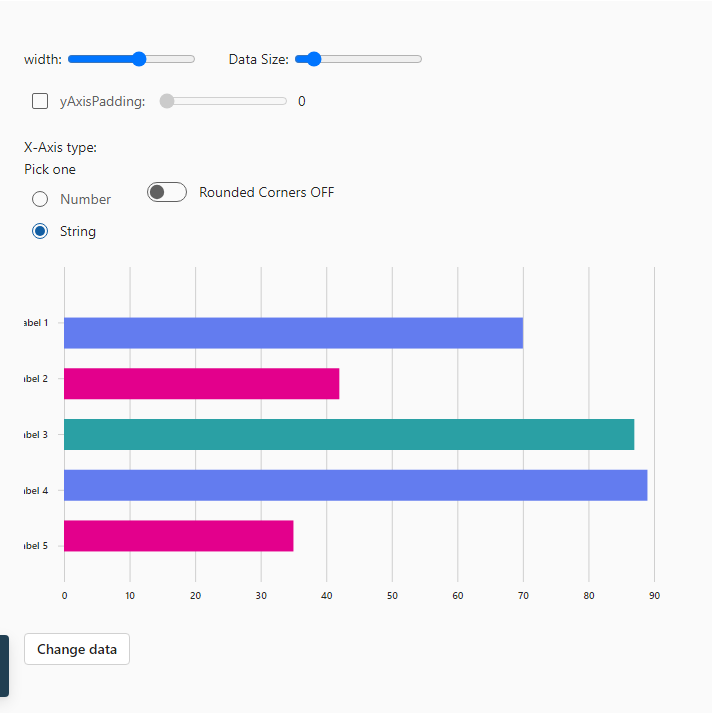 width: Data Size:
yAxisPadding: 0
X-Axis type:
Pick one
Number
Rounded Corners OFF
String
abel 1
abel 2
abel 3
abel 4
abel 5
0 10 20 30 40 50 60 70 80 90
Change data